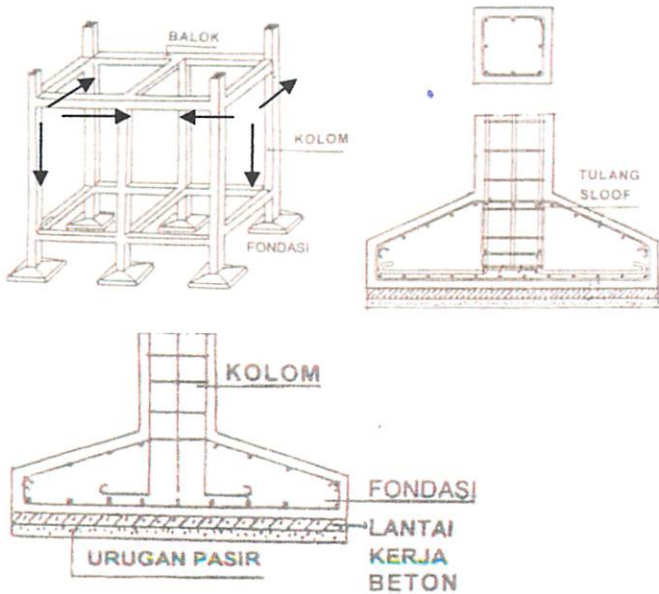 BALOK
KOLOM
FONDASI
TULANG
SLOOF
KOLOM
FONDASI
LANTAI
KERJA
BETON
URUGAN PASIR